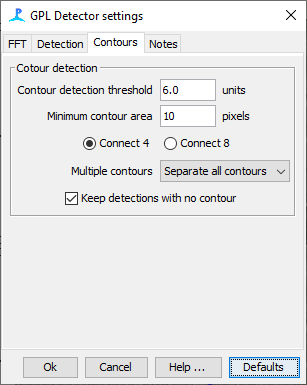 GPL Detector settings
FFT Detection Contours Notes
Cotour detection
Contour detection threshold 6.0 units
Minimum contour area 10 pixels
Connect 4 Connect 8
Multiple contours Separate all contours
Keep detections with no contour
Ok Cancel Help ... Defaults